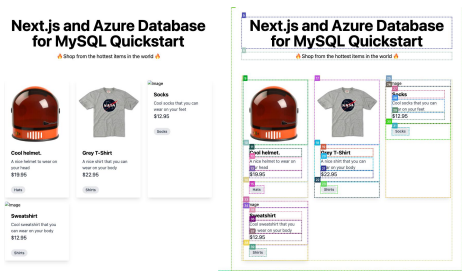 Next.js and Azure Database
for MySQL Quickstart
🔥Shop from the hottest items in the world 🔥
Cool helmet.
A nice helmet to wear on
your head
$19.95
Hats
NASA
Grey T-Shirt
A nice shirt that you can
wear on your body
$22.95
Shirts
Image
Socks
Cool socks that you can
wear on your feet
$12.95
Socks
Image
Sweatshirt
Cool sweatshirt that you
can wear on your body
$12.95
Shirts
Next.js and Azure Database
for MySQL Quickstart
🔥Shop from the hottest items in the world 🔥
Cool helmet.
A nice helmet to wear on
head
$19.95
Hats
NASA
Grey T-Shirt
A nice shirt that you can
on your body
$22.95
Shirts
Socks
Cool socks that you can
on your feet
$12.95
Socks
Sweatshirt
Cool sweatshirt that you
wear on your body
$12.95
Shirts